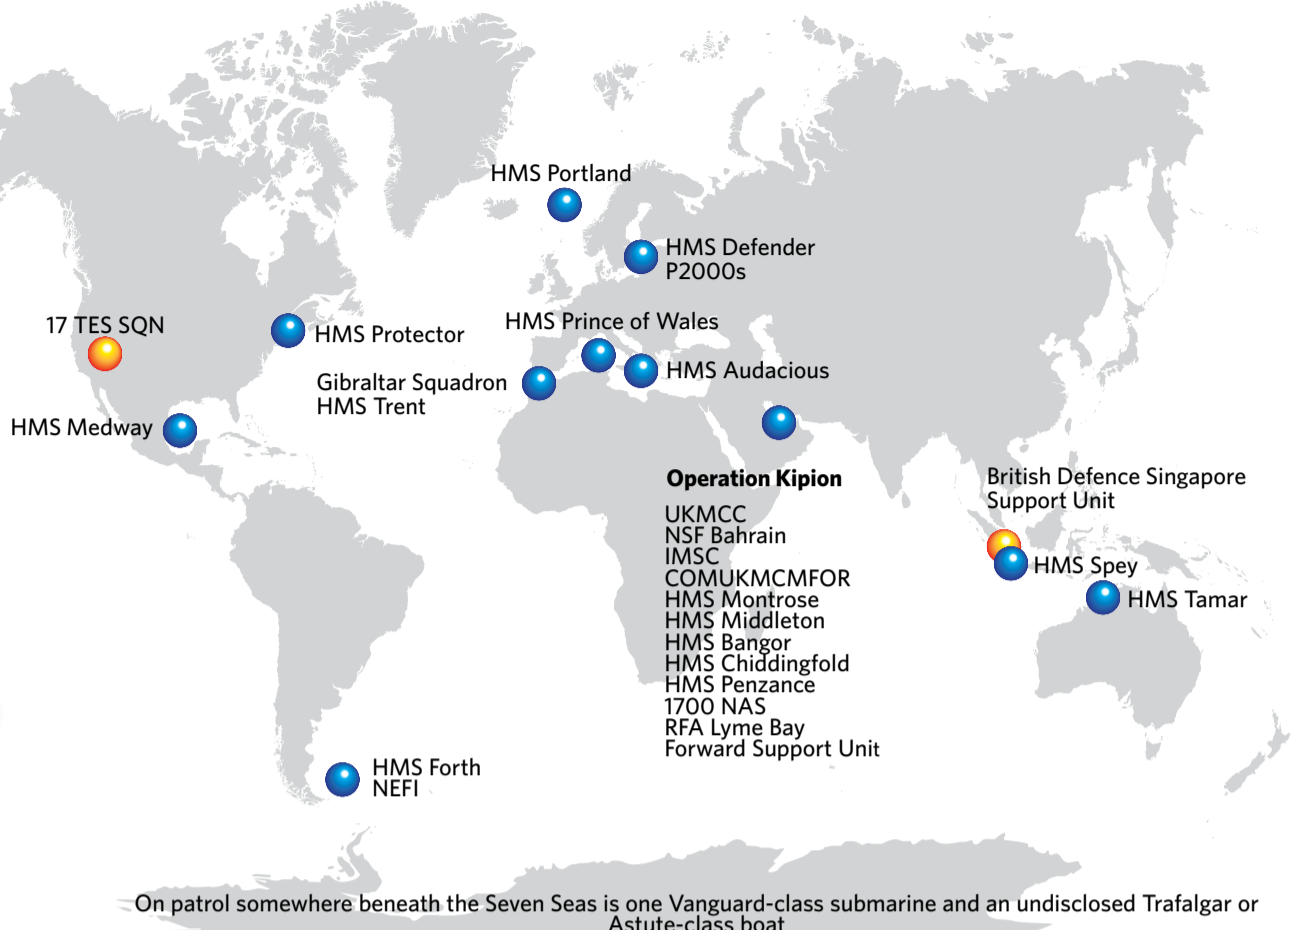 HMS Portland
HMS Defender
P2000s
17 TES SQN
HMS Protector
HMS Prince of Wales
Gibraltar Squadron
HMS Trent
HMS Audacious
HMS Medway
Operation Kipion
UKMCC
NSF Bahrain
IMSC
COMUKMCMFOR
HMS Montrose
HMS Middleton
HMS Bangor
HMS Chiddingfold
HMS Penzance
1700 NAS
RFA Lyme Bay
Forward Support Unit
British Defence Singapore
Support Unit
HMS Spey
HMS Tamar
HMS Forth
NEFI
On patrol somewhere beneath the Seven Seas is one Vanguard-class submarine and an undisclosed Trafalgar or
Astute-class boat